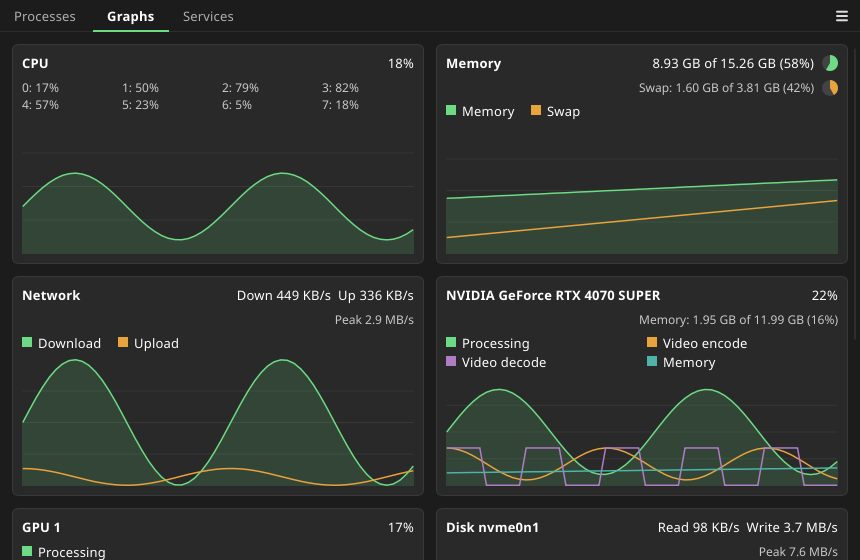 Processes Graphs Services
CPU 18%
0: 17% 1: 50% 2: 79% 3: 82%
4: 57% 5: 23% 6: 5% 7: 18%
Memory 8.93 GB of 15.26 GB (58%)
Swap: 1.60 GB of 3.81 GB (42%)
Memory Swap
Network Down 449 KB/s Up 336 KB/s
Peak 2.9 MB/s
Download Upload
NVIDIA GeForce RTX 4070 SUPER 22%
Memory: 1.95 GB of 11.99 GB (16%)
Processing Video encode
Video decode Memory
GPU 1 17%
Processing
Disk nvme0n1 Read 98 KB/s Write 3.7 MB/s
Peak 7.6 MB/s